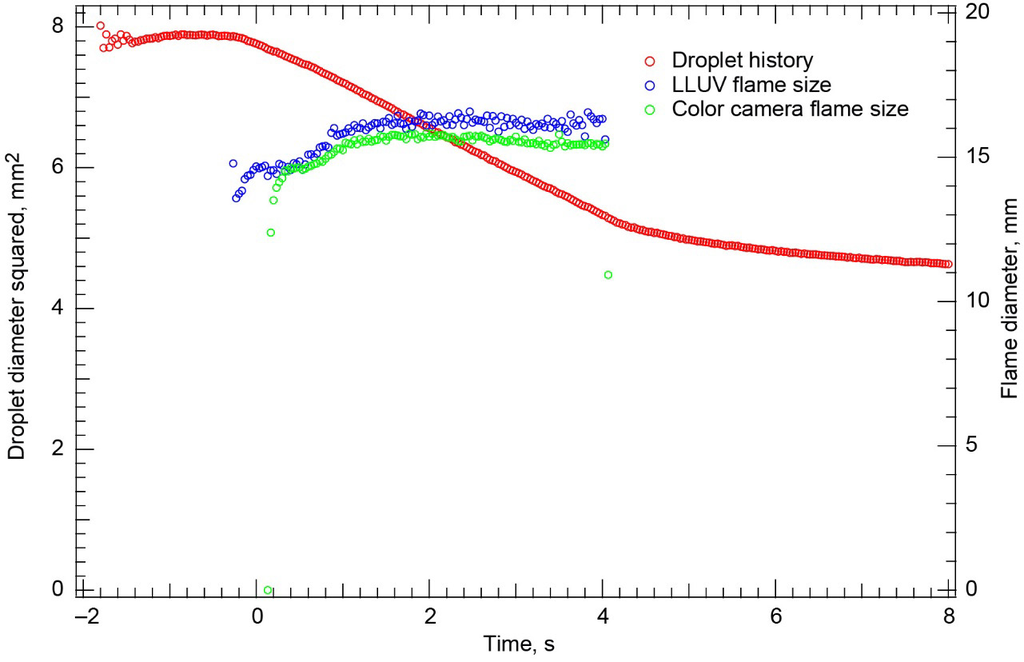 8
6
4
2
0
Droplet diameter squared, mm2
20
15
10
5
0
Flame diameter, mm
Droplet history
LLUV flame size
Color camera flame size
–2 0 2 4 6 8
Time, s